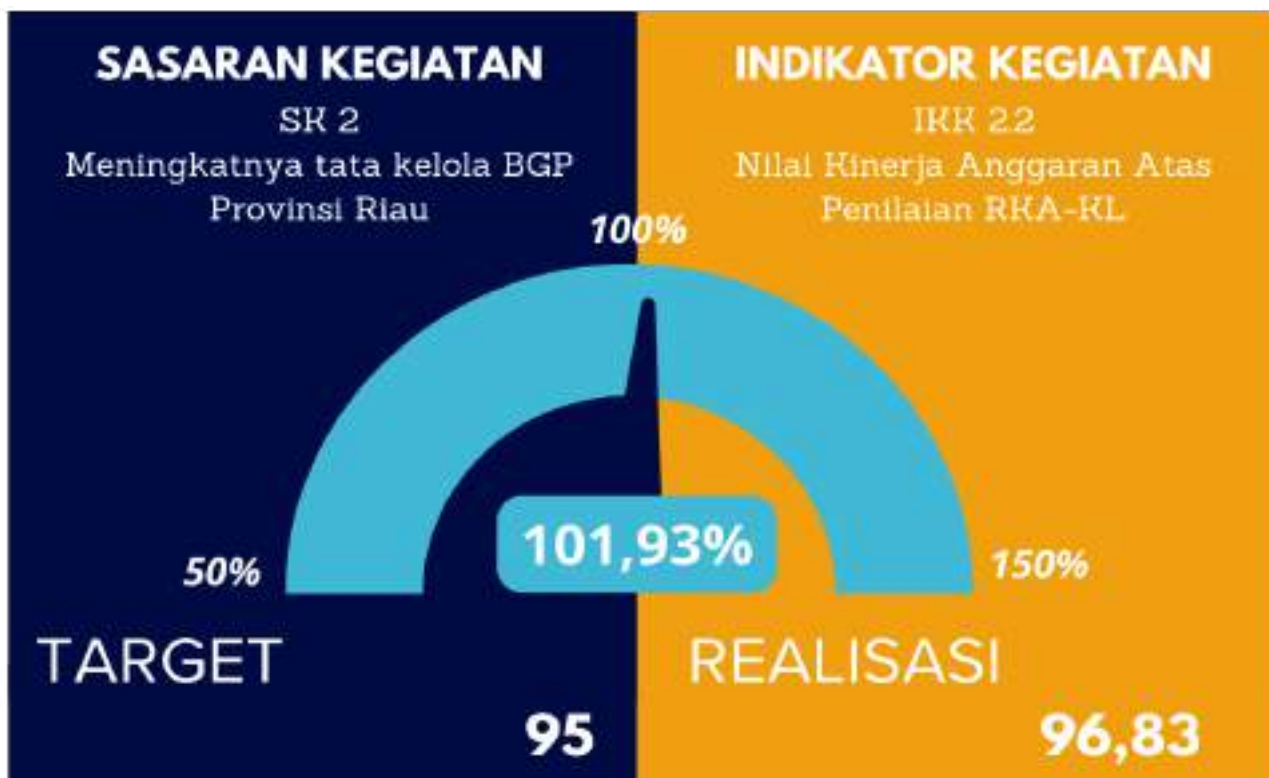 SASARAN KEGIATAN
SK 2
Meningkatnya tata kelola BGP
Provinsi Riau
INDIKATOR KEGIATAN
IKK 2.2
Nilai Kinerja Anggaran Atas
Penilaian RKA-KL
100%
50%
101,93%
150%
TARGET
95
REALISASI
96,83